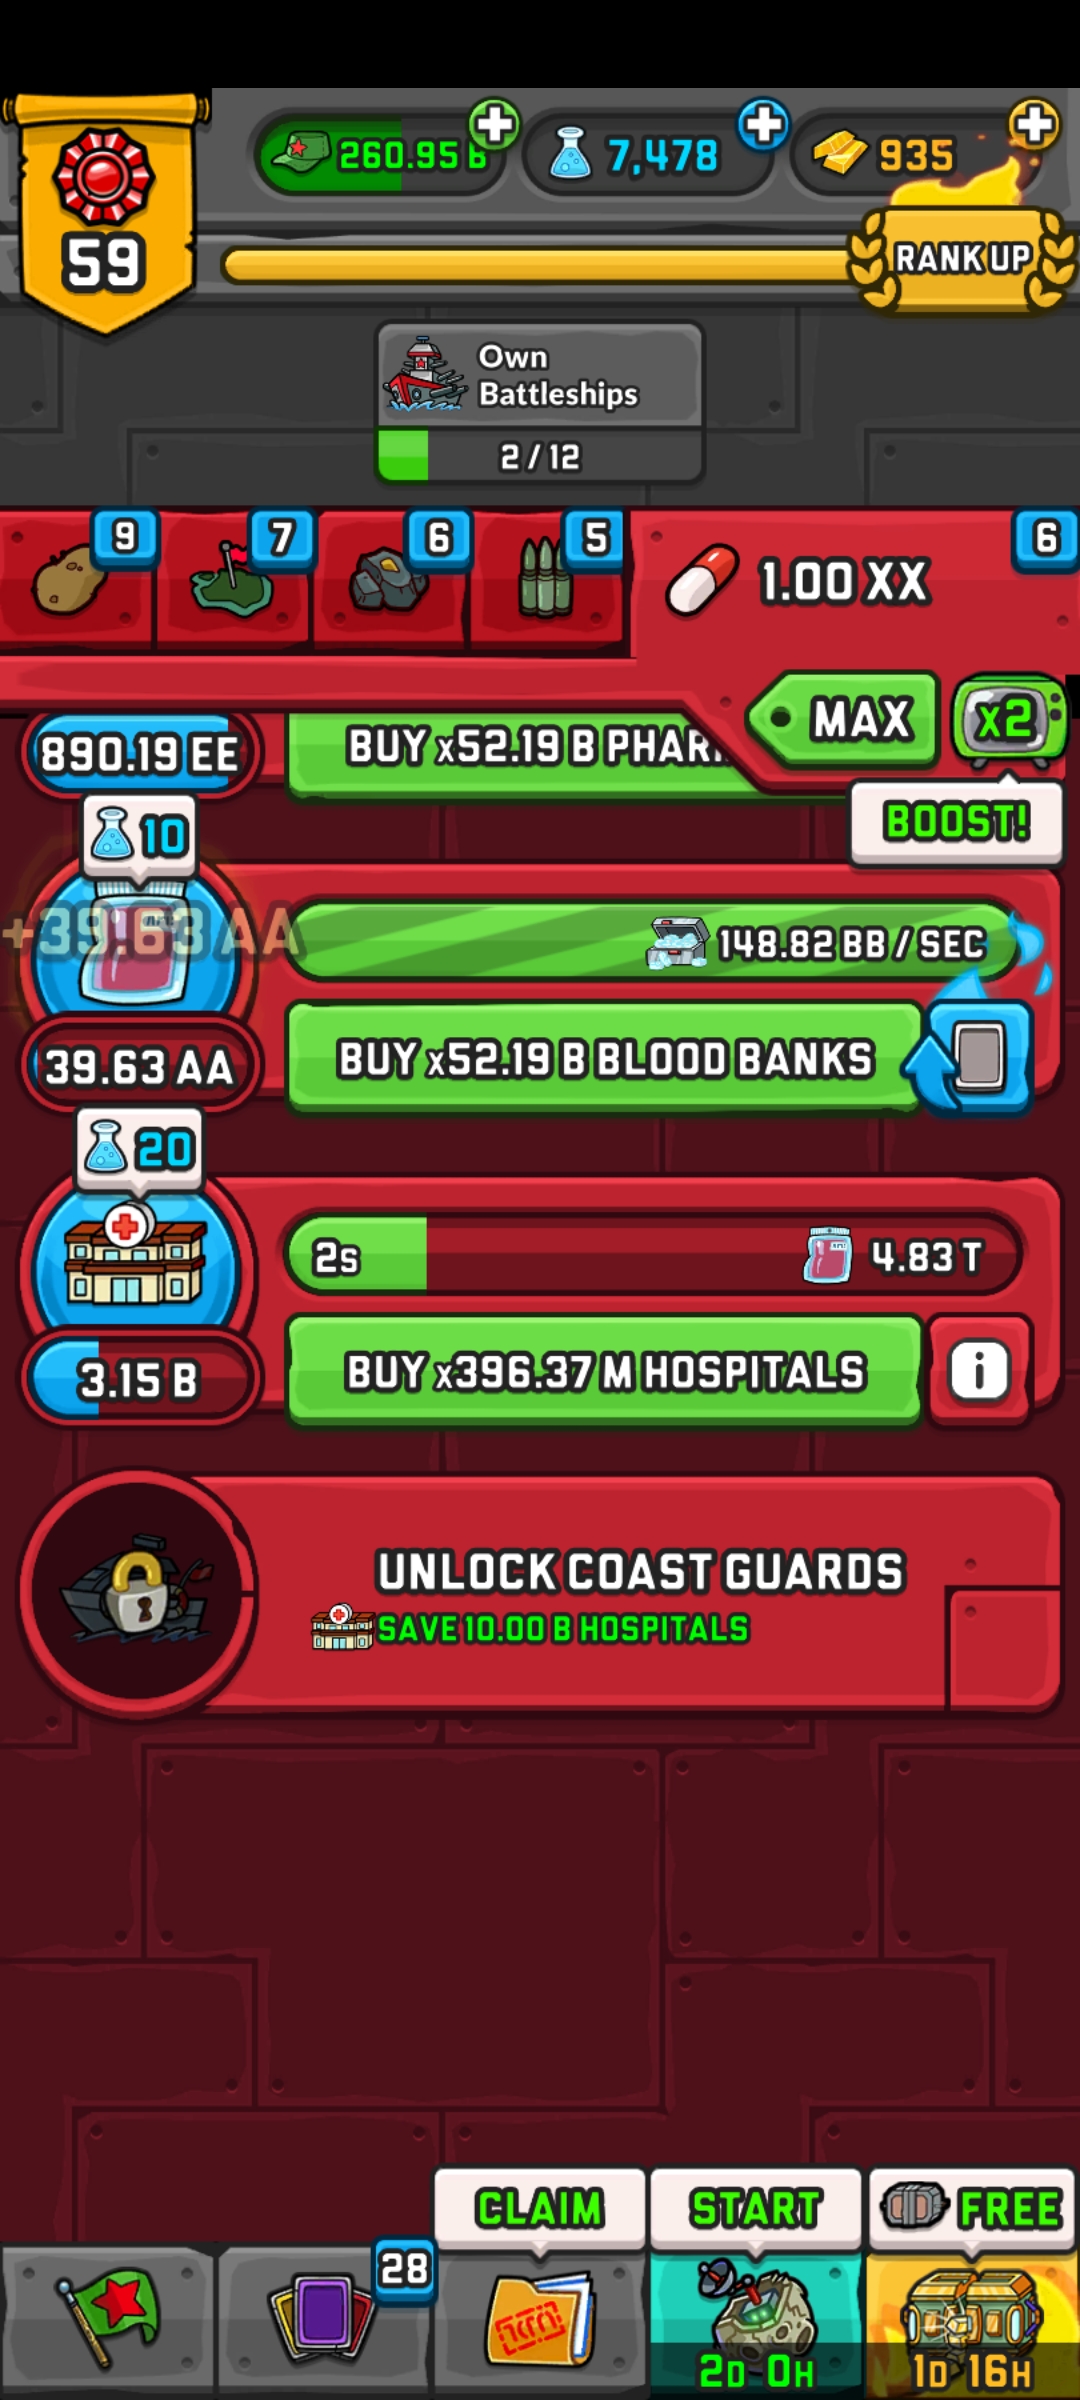 260.95 B
7,478
935
59
RANK UP
Own
Battleships
2 / 12
9
7
6
5
1.00 XX
6
MAX
x2
890.19 EE
BUY x52.19 B
BOOST!
10
+39.63 AA
148.82 BB / SEC
39.63 AA
BUY x52.19 B BLOOD BANKS
20
2s
4.83 T
3.15 B
BUY x396.37 M HOSPITALS
i
UNLOCK COAST GUARDS
SAVE 10.00 B HOSPITALS
CLAIM
START
FREE
28
2D 0H
1D 16H